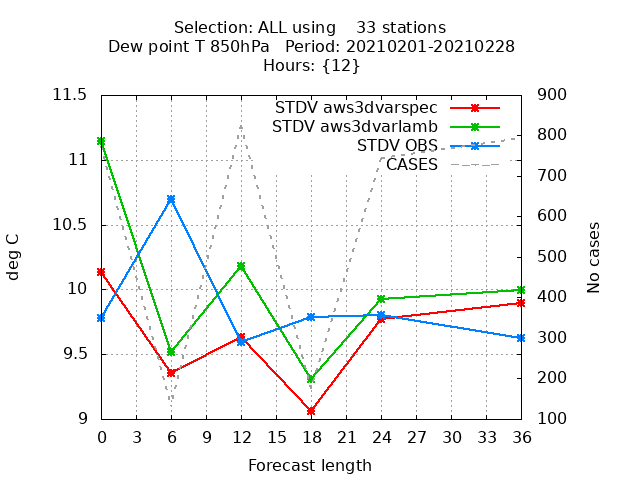 Selection: ALL using    33 stations
Dew point T 850hPa   Period: 20210201-20210228
Hours: {12}
STDV aws3dvarspec
STDV aws3dvarlamb
STDV OBS
CASES
deg C
11.5
11
10.5
10
9.5
9
No cases
900
800
700
600
500
400
300
200
100
0 3 6 9 12 15 18 21 24 27 30 33 36
Forecast length